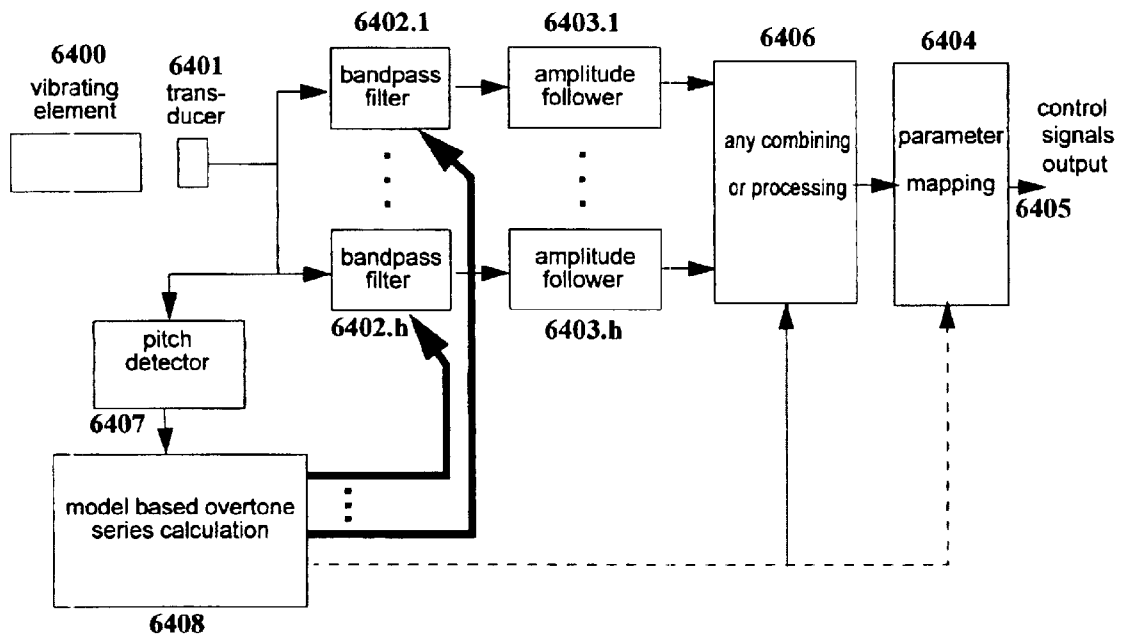 6400
vibrating
element
6401
trans-
ducer
6402.1
bandpass
filter
6403.1
amplitude
follower
6406
any combining
or processing
6404
parameter
mapping
control
signals
output
6405
bandpass
filter
6402.h
amplitude
follower
6403.h
pitch
detector
6407
model based overtone
series calculation
6408